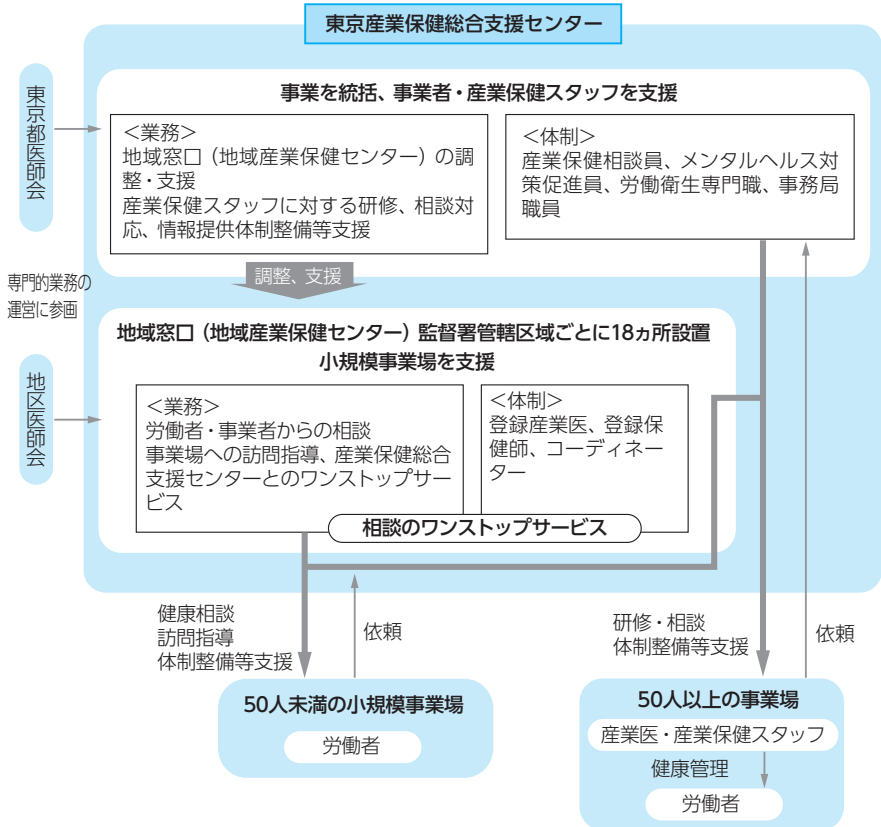 東京産業保健総合支援センター
東京都医師会
事業を統括、事業者・産業保健スタッフを支援
＜業務＞
地域窓口（地域産業保健センター）の調
整・支援
産業保健スタッフに対する研修、相談対
応、情報提供体制整備等支援
＜体制＞
産業保健相談員、メンタルヘルス対
策促進員、労働衛生専門職、事務局
職員
専門的業務の
運営に参画
調整、支援
地域窓口（地域産業保健センター）監督署管轄区域ごとに18ヵ所設置
小規模事業場を支援
地区医師会
＜業務＞
労働者・事業者からの相談
事業場への訪問指導、産業保健総合
支援センターとのワンストップサー
ビス
＜体制＞
登録産業医、登録保
健師、コーディネー
ター
相談のワンストップサービス
健康相談
訪問指導
体制整備等支援
依頼
研修・相談
体制整備等支援
依頼
50人未満の小規模事業場
労働者
50人以上の事業場
産業医・産業保健スタッフ
健康管理
労働者